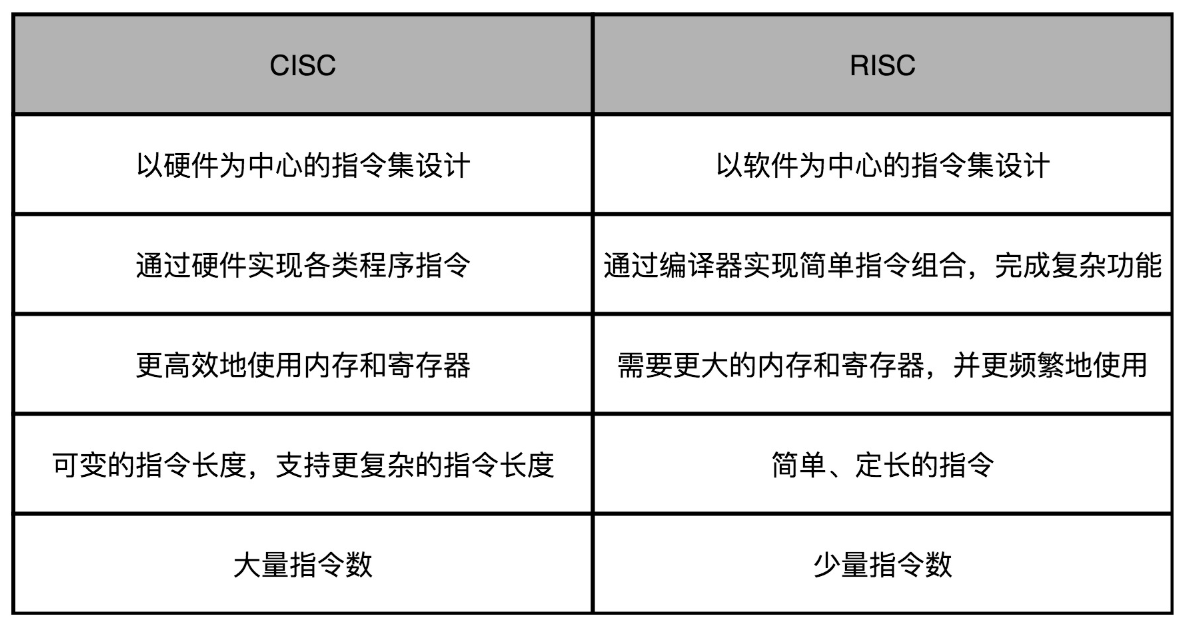 CISC
RISC
以硬件为中心的指令集设计
以软件为中心的指令集设计
通过硬件实现各类程序指令
通过编译器实现简单指令组合，完成复杂功能
更高效地使用内存和寄存器
需要更大的内存和寄存器，并更频繁地使用
可变的指令长度，支持更复杂的指令长度
简单、定长的指令
大量指令数
少量指令数